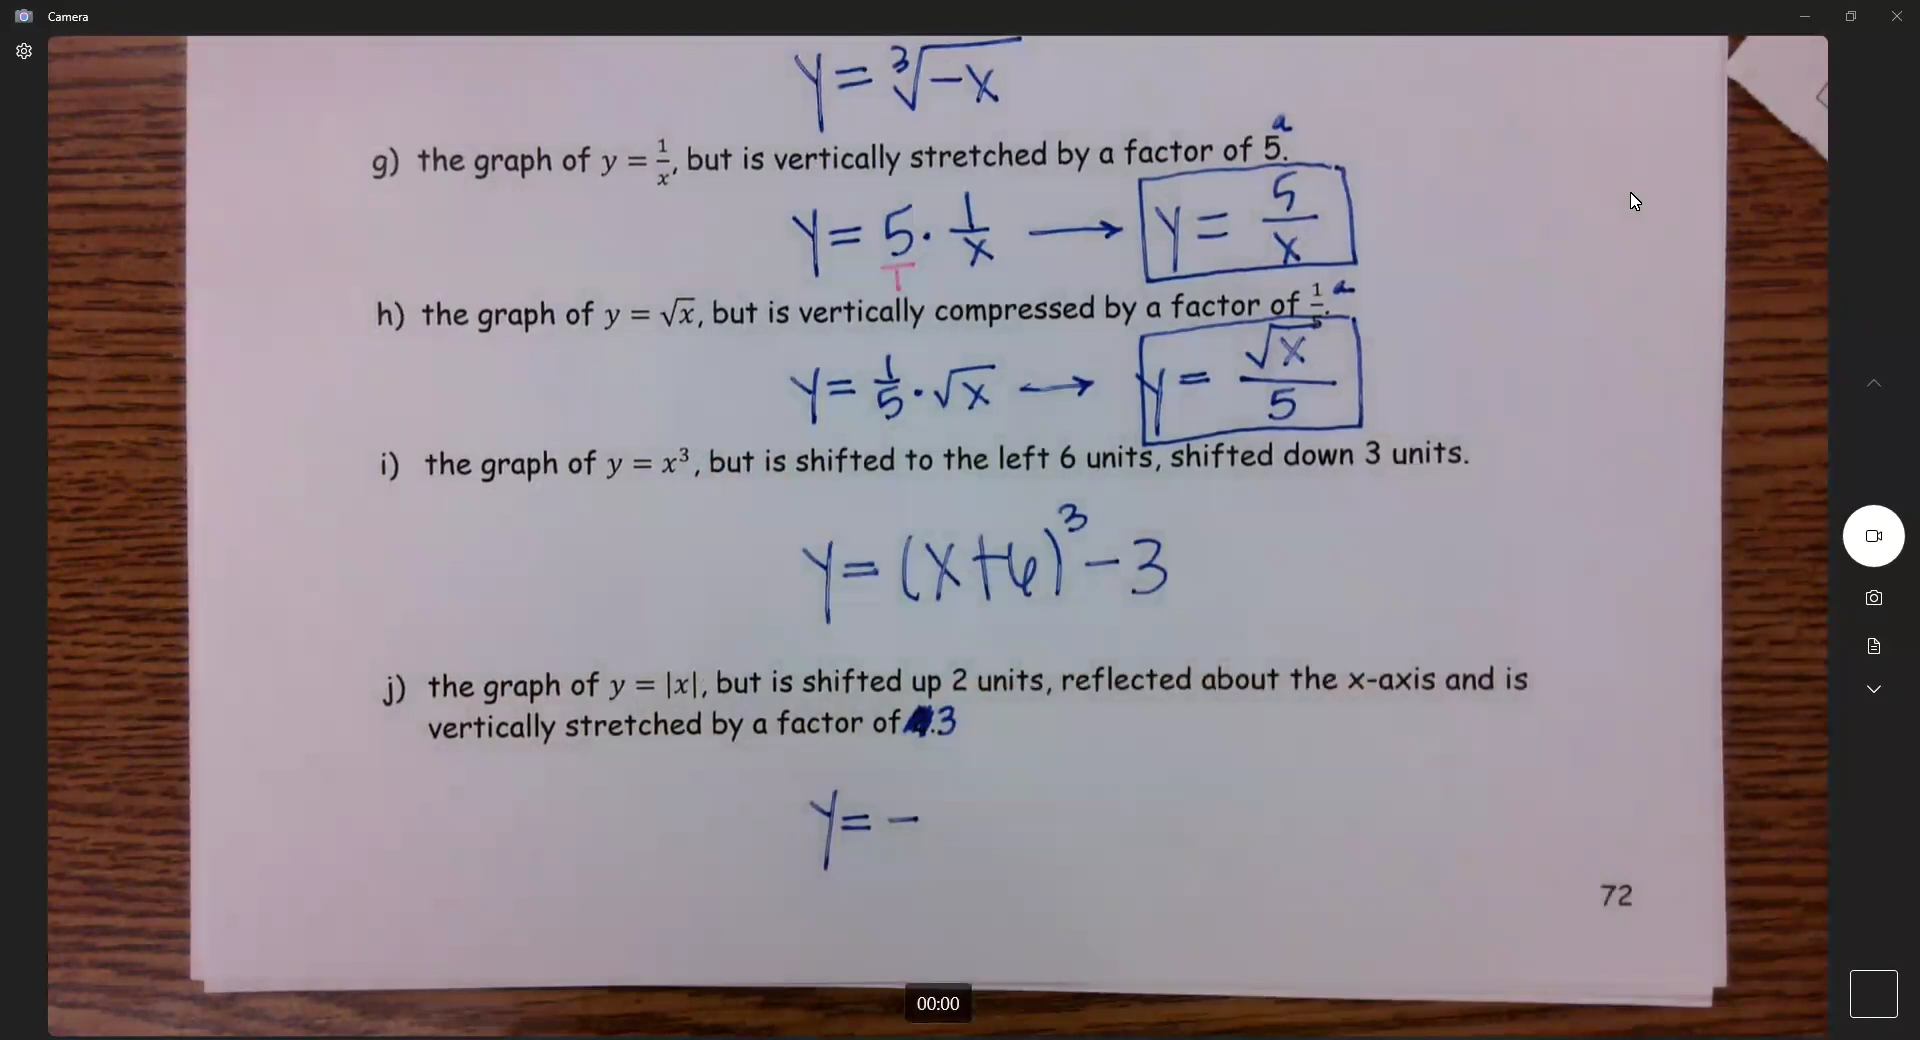 Camera
y = ∛-x
a
g) the graph of y = 1/x, but is vertically stretched by a factor of 5.
y = 5 · 1/x → y = 5/x
h) the graph of y = √x, but is vertically compressed by a factor of 1/5. a
y = 1/5 · √x → y = √x/5
i) the graph of y = x³, but is shifted to the left 6 units, shifted down 3 units.
y = (x+6)³ - 3
j) the graph of y = |x|, but is shifted up 2 units, reflected about the x-axis and is
vertically stretched by a factor of .3
y = -
72
00:00